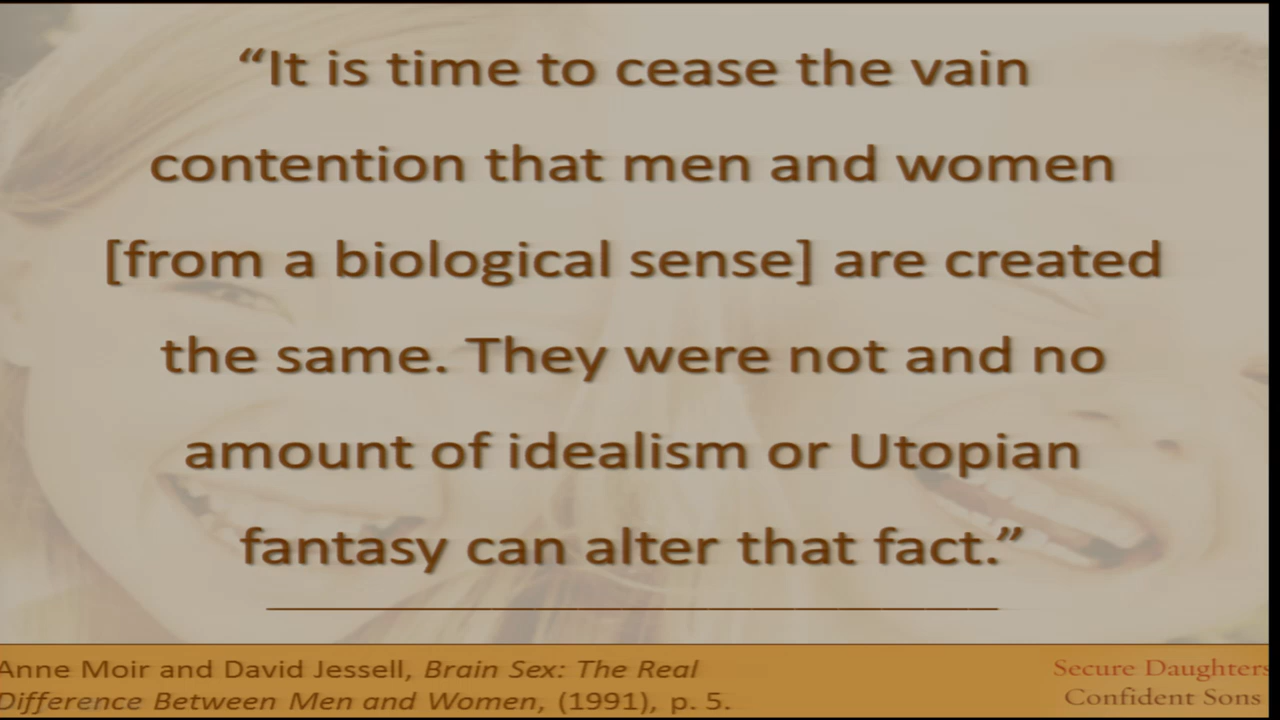 “It is time to cease the vain
contention that men and women
[from a biological sense] are created
the same. They were not and no
amount of idealism or Utopian
fantasy can alter that fact.”
Anne Moir and David Jessell, Brain Sex: The Real
Difference Between Men and Women, (1991), p. 5.
Secure Daughters
Confident Sons